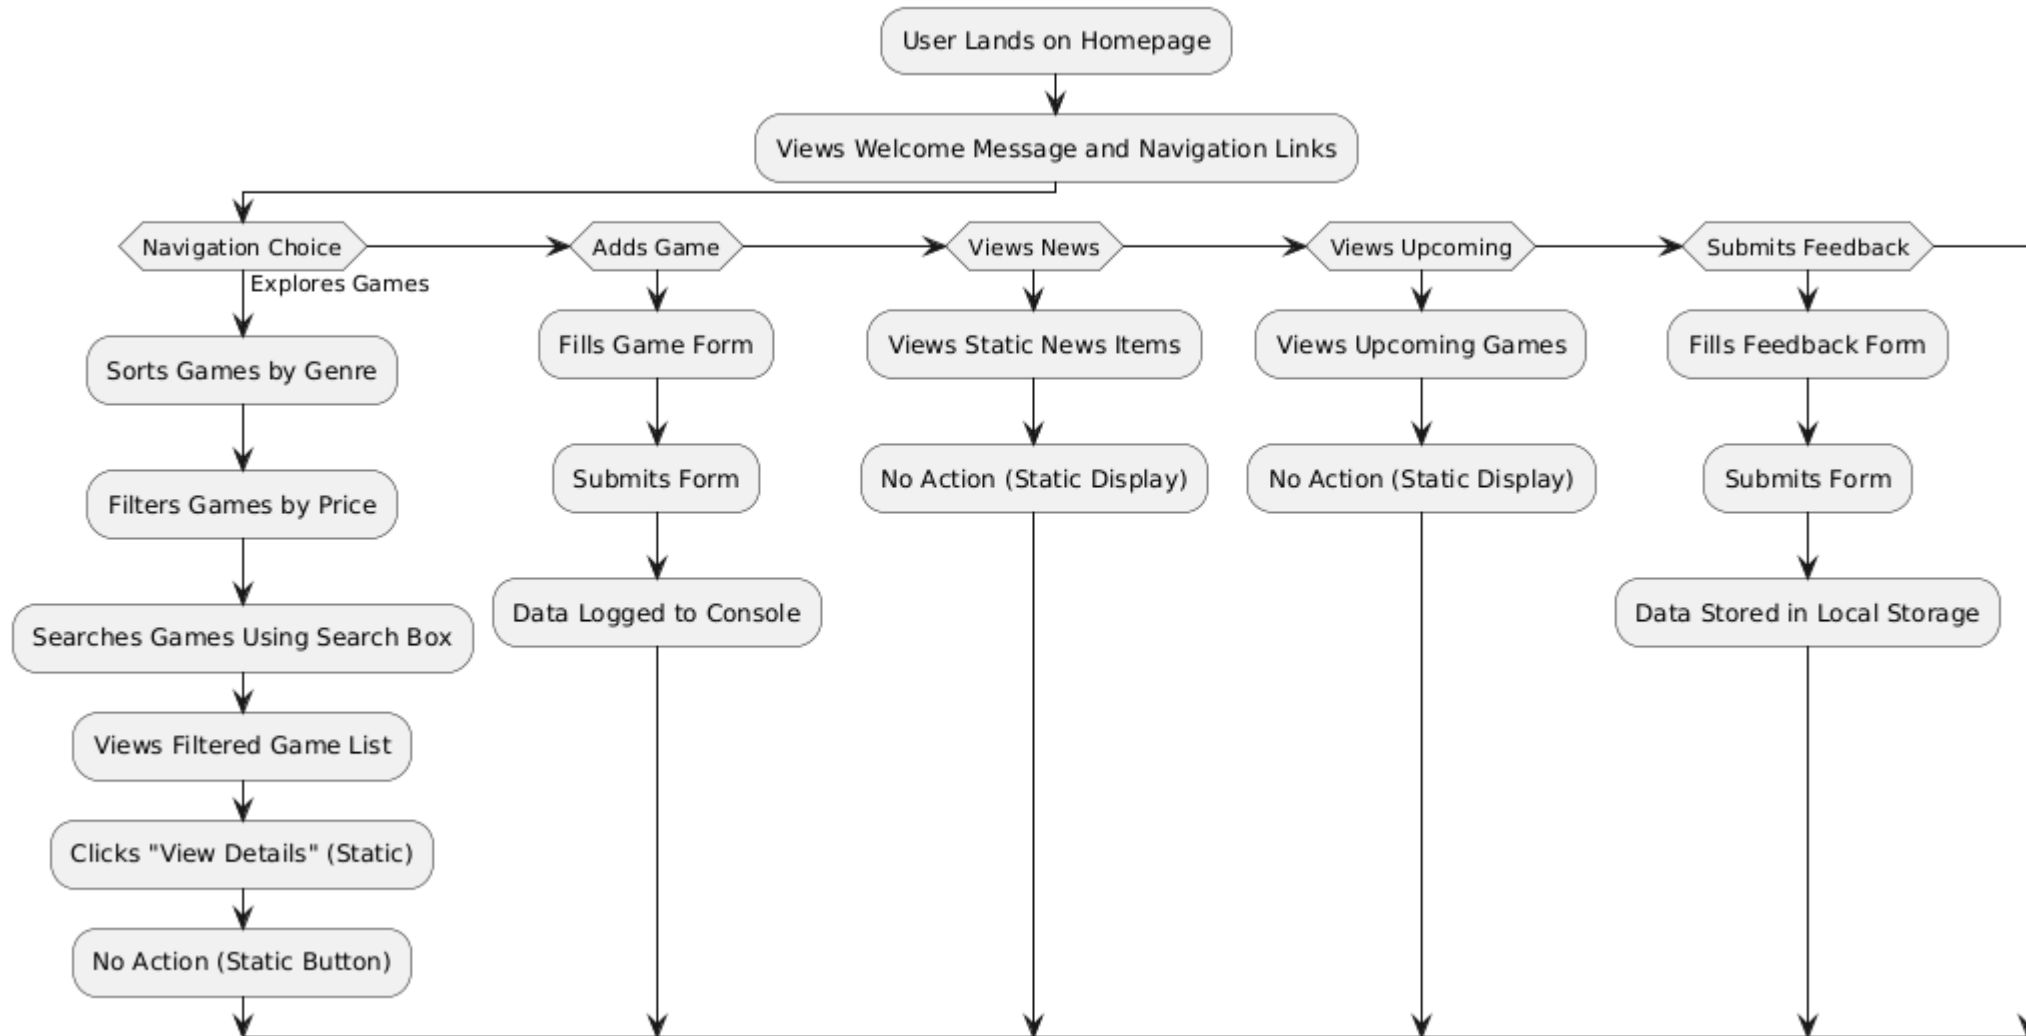 User Lands on Homepage
Views Welcome Message and Navigation Links
Navigation Choice
Adds Game
Views News
Views Upcoming
Submits Feedback
Explores Games
Sorts Games by Genre
Filters Games by Price
Searches Games Using Search Box
Views Filtered Game List
Clicks "View Details" (Static)
No Action (Static Button)
Fills Game Form
Submits Form
Data Logged to Console
Views Static News Items
No Action (Static Display)
Views Upcoming Games
No Action (Static Display)
Fills Feedback Form
Submits Form
Data Stored in Local Storage